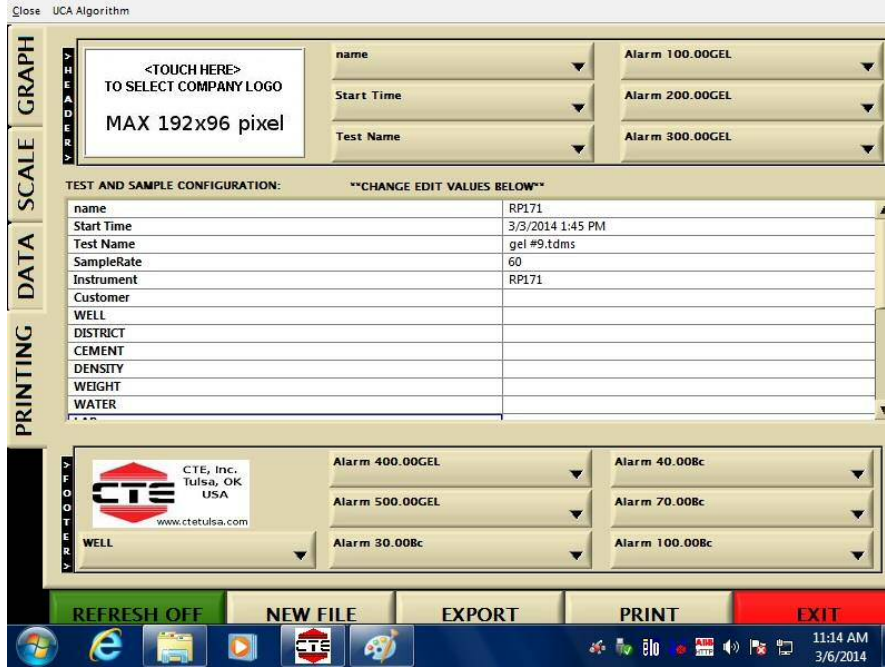 Close UCA Algorithm
GRAPH
SCALE
DATA
PRINTING
>HEADER>
<TOUCH HERE>
TO SELECT COMPANY LOGO
MAX 192x96 pixel
name
Start Time
Test Name
Alarm 100.00GEL
Alarm 200.00GEL
Alarm 300.00GEL
TEST AND SAMPLE CONFIGURATION: **CHANGE EDIT VALUES BELOW**
name RP171
Start Time 3/3/2014 1:45 PM
Test Name gel #9.tdms
SampleRate 60
Instrument RP171
Customer
WELL
DISTRICT
CEMENT
DENSITY
WEIGHT
WATER
>FOOTER>
CTE
CTE, Inc.
Tulsa, OK
USA
www.ctetulsa.com
WELL
Alarm 400.00GEL
Alarm 500.00GEL
Alarm 30.00Bc
Alarm 40.00Bc
Alarm 70.00Bc
Alarm 100.00Bc
REFRESH OFF NEW FILE EXPORT PRINT EXIT
CTE
ABB
11:14 AM
3/6/2014